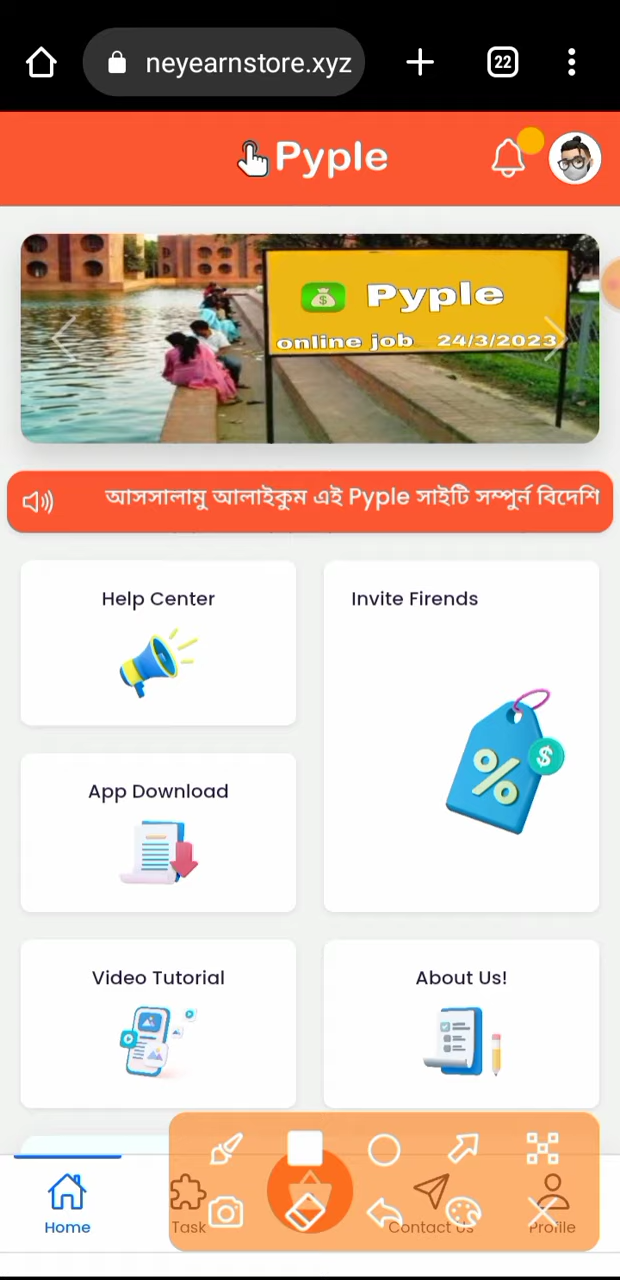 neyearnstore.xyz
22
Pyple
Pyple
online job 24/3/2023
আসসালামু আলাইকুম এই Pyple সাইটি সম্পুর্ন বিদেশি
Help Center
Invite Firends
App Download
Video Tutorial
About Us!
Home
Task
Contact Us
Profile